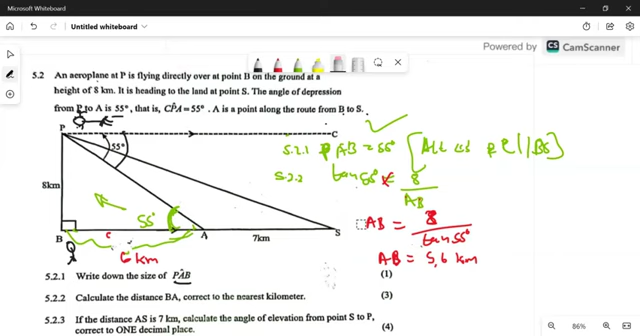 Microsoft Whiteboard
Untitled whiteboard
Powered by CS CamScanner
5.2 An aeroplane at P is flying directly over at point B on the ground at a
height of 8 km. It is heading to the land at point S. The angle of depression
from P to A is 55°, that is, CP̂A = 55°. A is a point along the route from B to S.
P
C
55°
5.2.1 PÂB = 55° [Alt ∠s PC//BS]
5.2.2 tan 55° = 8/AB
8km
55°
AB = 8/tan 55°
B
c
A
7km
S
6 km
AB = 5,6 km
5.2.1 Write down the size of PÂB (1)
5.2.2 Calculate the distance BA, correct to the nearest kilometer. (3)
5.2.3 If the distance AS is 7km, calculate the angle of elevation from point S to P,
correct to ONE decimal place. (4)
86%